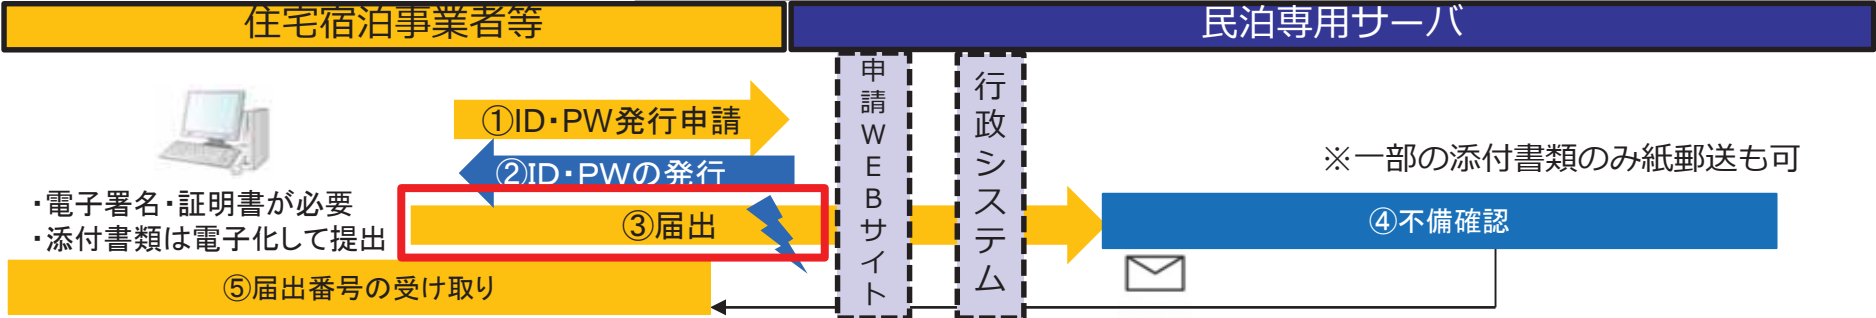 住宅宿泊事業者等
民泊専用サーバ
申請WEBサイト
行政システム
①ID・PW発行申請
②ID・PWの発行
※一部の添付書類のみ紙郵送も可
・電子署名・証明書が必要
・添付書類は電子化して提出
③届出
④不備確認
⑤届出番号の受け取り